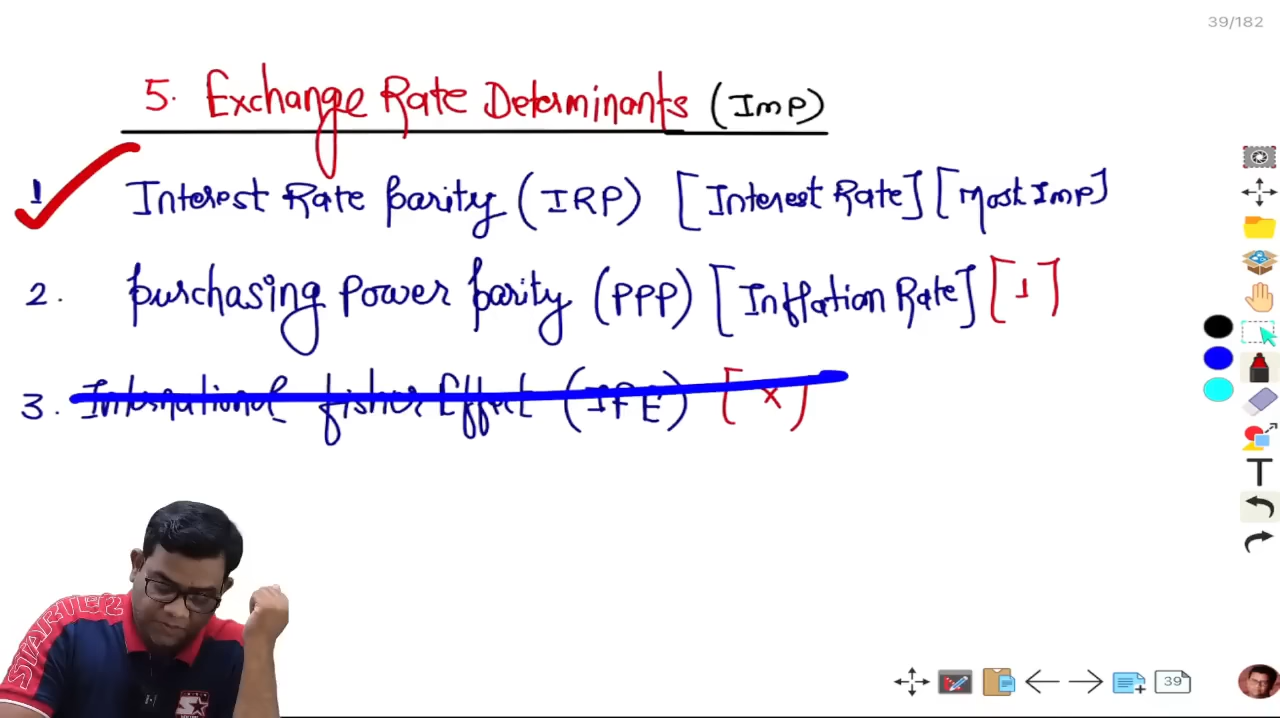 39/182
5. Exchange Rate Determinants (Imp)
1 Interest Rate parity (IRP) [Interest Rate] [Most Imp]
2. purchasing power parity (PPP) [Inflation Rate] [1]
3. International fisher Effect (IFE) [x]
STARTER
39